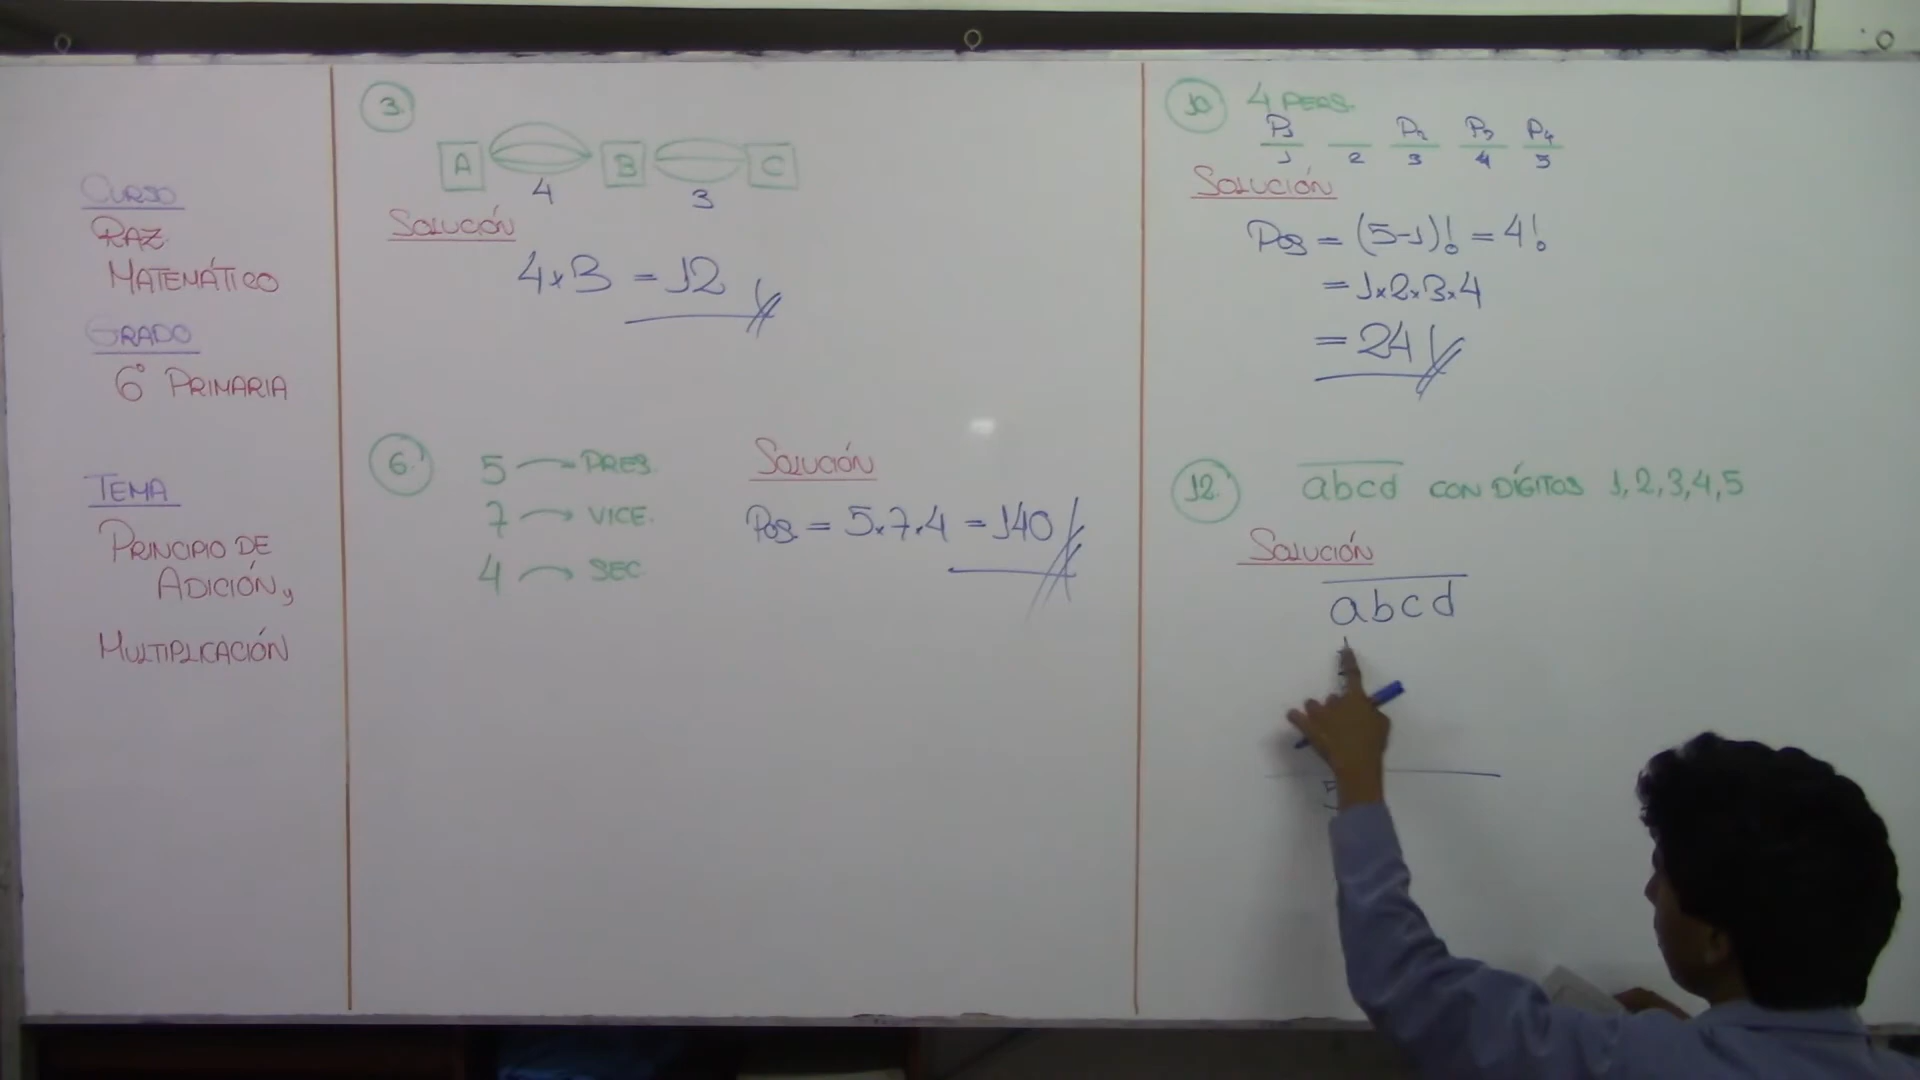 CURSO
RAZ.
MATEMÁTICO
GRADO
6° PRIMARIA
TEMA
PRINCIPIO DE
ADICIÓN y
MULTIPLICACIÓN
3.
A B C
4 3
SOLUCIÓN
4×3 = 12
6.
5 → PRES.
7 → VICE.
4 → SEC
SOLUCIÓN
Pos. = 5×7×4 = 140
10. 4 PERS.
P1 P2 P3 P4
1 2 3 4 5
SOLUCIÓN
Pos = (5-1)! = 4!
= 1×2×3×4
= 24
12. abcd CON DÍGITOS 1, 2, 3, 4, 5
SOLUCIÓN
abcd